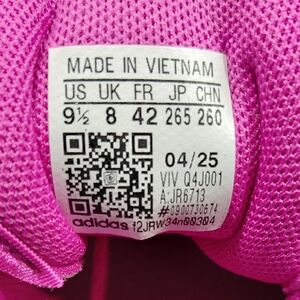 MADE IN VIETNAM
US UK FR JP CHN
9½ 8 42 265 260
04/25
VIV Q4J001
A:JR6713
#0900730674
adidas f2JRW34n00304